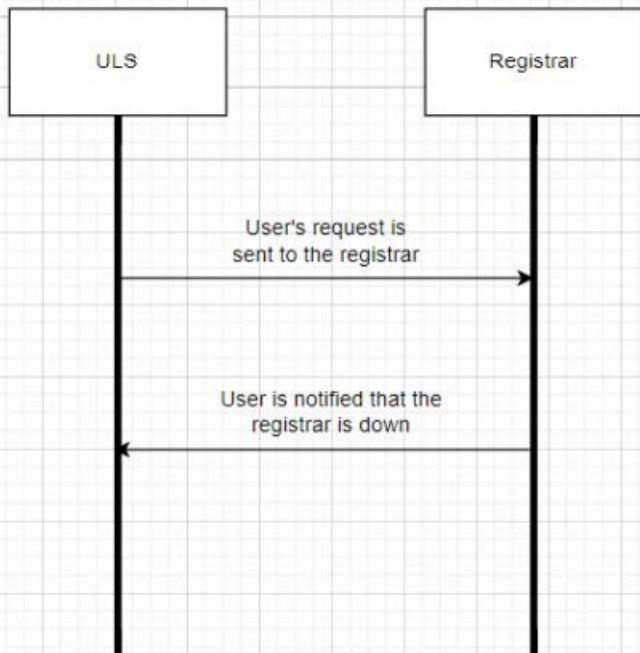 ULS
Registrar
User's request is
sent to the registrar
User is notified that the
registrar is down